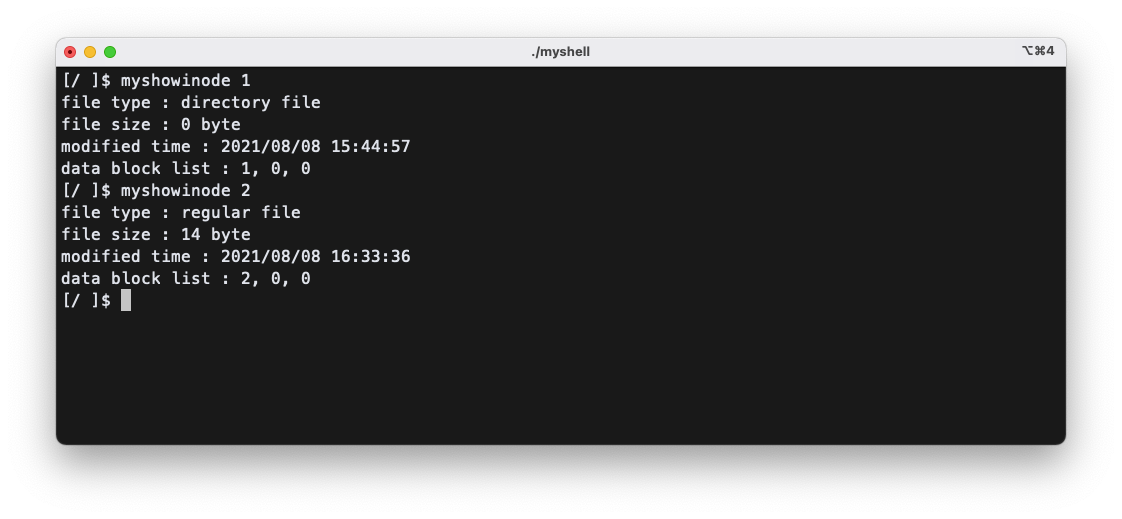 ./myshell
⌥⌘4
[/ ]$ myshowinode 1
file type : directory file
file size : 0 byte
modified time : 2021/08/08 15:44:57
data block list : 1, 0, 0
[/ ]$ myshowinode 2
file type : regular file
file size : 14 byte
modified time : 2021/08/08 16:33:36
data block list : 2, 0, 0
[/ ]$